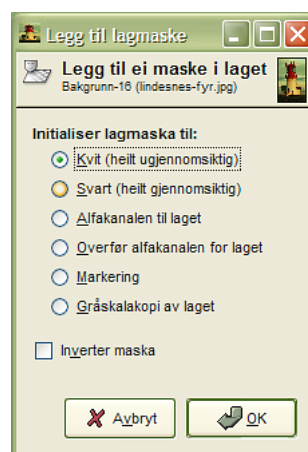 Legg til lagmaske
Legg til ei maske i laget
Bakgrunn-16 (lindesnes-fyr.jpg)
Initialiser lagmaska til:
Kvit (heilt ugjennomsiktig)
Svart (heilt gjennomsiktig)
Alfakanalen til laget
Overfør alfakanalen for laget
Markering
Gråskalakopi av laget
Inverter maska
Avbryt
OK